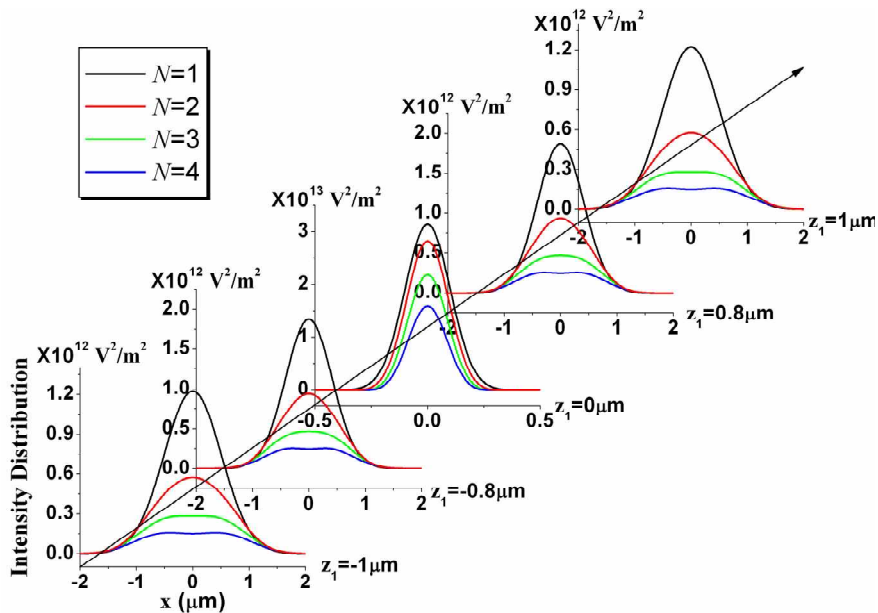 N=1
N=2
N=3
N=4
X10¹² V²/m²
1.2
0.9
0.6
0.3
0.0
-2 -1 0 1 2
z₁=1μm
X10¹² V²/m²
2.0
1.5
1.0
0.5
0.0
-2 -1 0 1 2
z₁=0.8μm
X10¹³ V²/m²
3
2
1
0
-0.5 0.0 0.5
z₁=0μm
X10¹² V²/m²
2.0
1.5
1.0
0.5
0.0
-2 -1 0 1 2
z₁=-0.8μm
X10¹² V²/m²
1.2
0.9
0.6
0.3
0.0
-2 -1 0 1 2
z₁=-1μm
x (μm)
Intensity Distribution